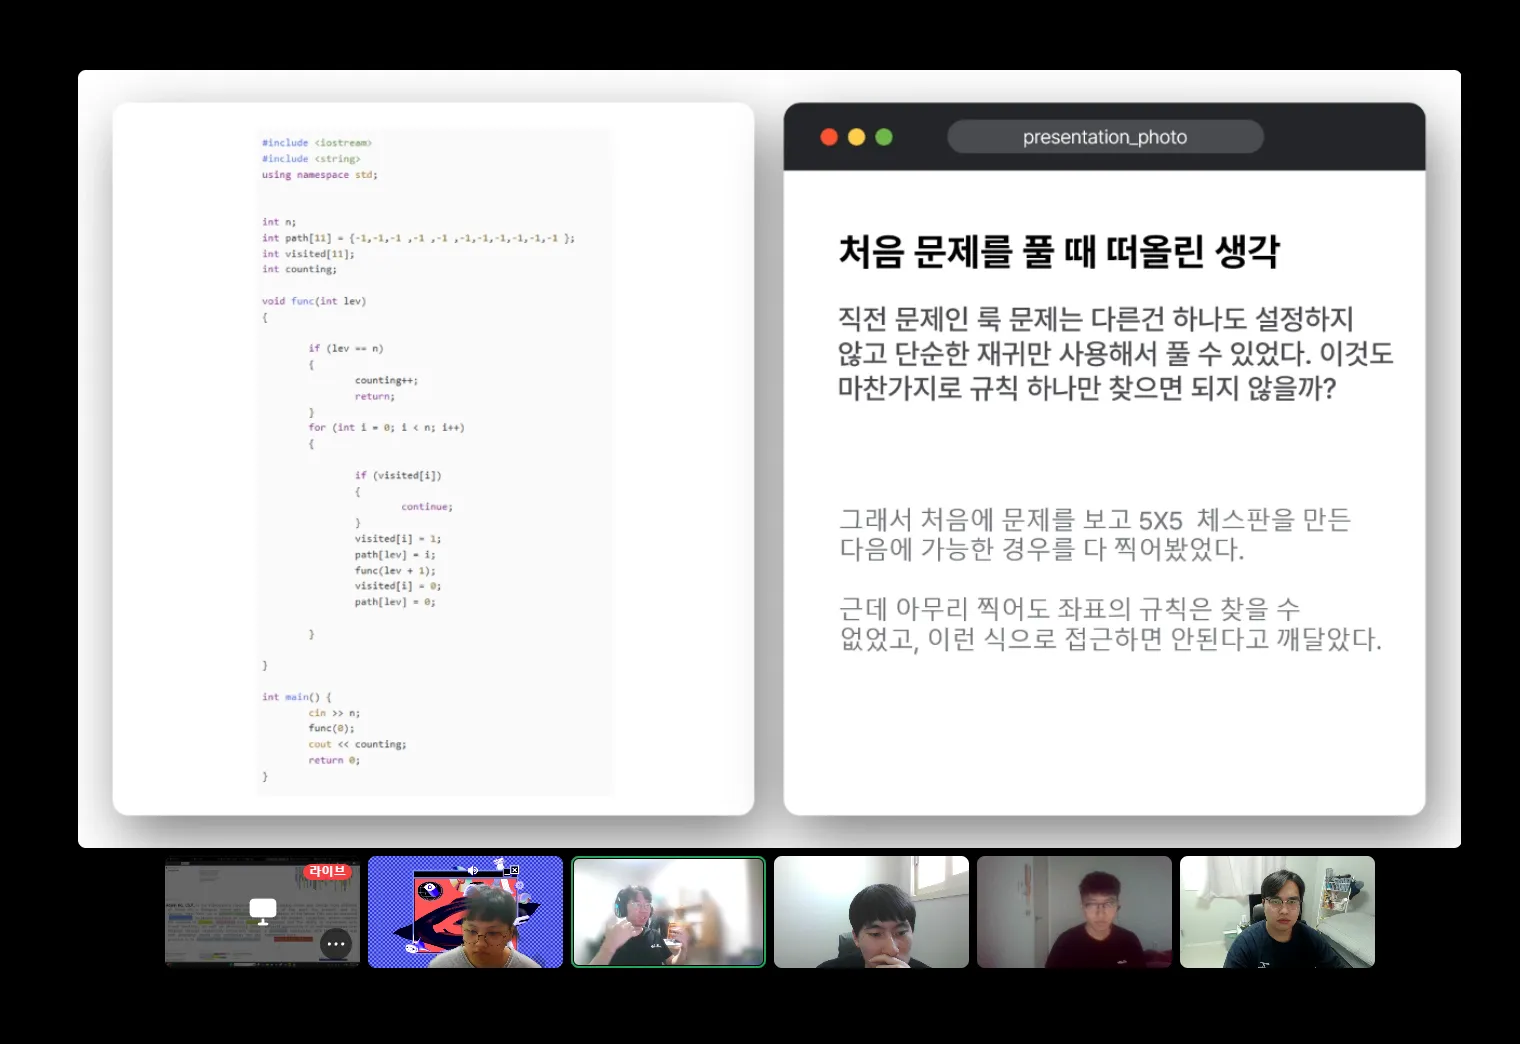 #include <iostream>
#include <string>
using namespace std;
int n;
int path[11] = {-1,-1,-1 ,-1 ,-1 ,-1,-1,-1,-1,-1,-1 };
int visited[11];
int counting;
void func(int lev)
{
if (lev == n)
{
counting++;
return;
}
for (int i = 0; i < n; i++)
{
if (visited[i])
{
continue;
}
visited[i] = 1;
path[lev] = i;
func(lev + 1);
visited[i] = 0;
path[lev] = 0;
}
}
int main() {
cin >> n;
func(0);
cout << counting;
return 0;
}
presentation_photo
처음 문제를 풀 때 떠올린 생각
직전 문제인 룩 문제는 다른건 하나도 설정하지
않고 단순한 재귀만 사용해서 풀 수 있었다. 이것도
마찬가지로 규칙 하나만 찾으면 되지 않을까?
그래서 처음에 문제를 보고 5X5 체스판을 만든
다음에 가능한 경우를 다 찍어봤었다.
근데 아무리 찍어도 좌표의 규칙은 찾을 수
없었고, 이런 식으로 접근하면 안된다고 깨달았다.
라이브